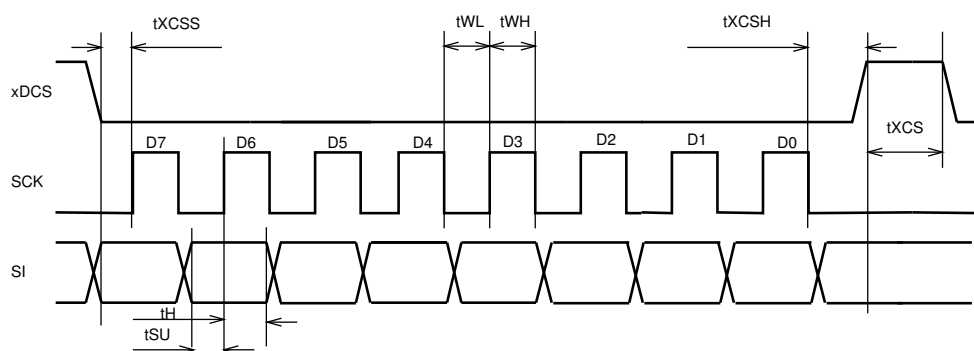 tXCSS
tWL
tWH
tXCSH
xDCS
tXCS
D7
D6
D5
D4
D3
D2
D1
D0
SCK
SI
tH
tSU